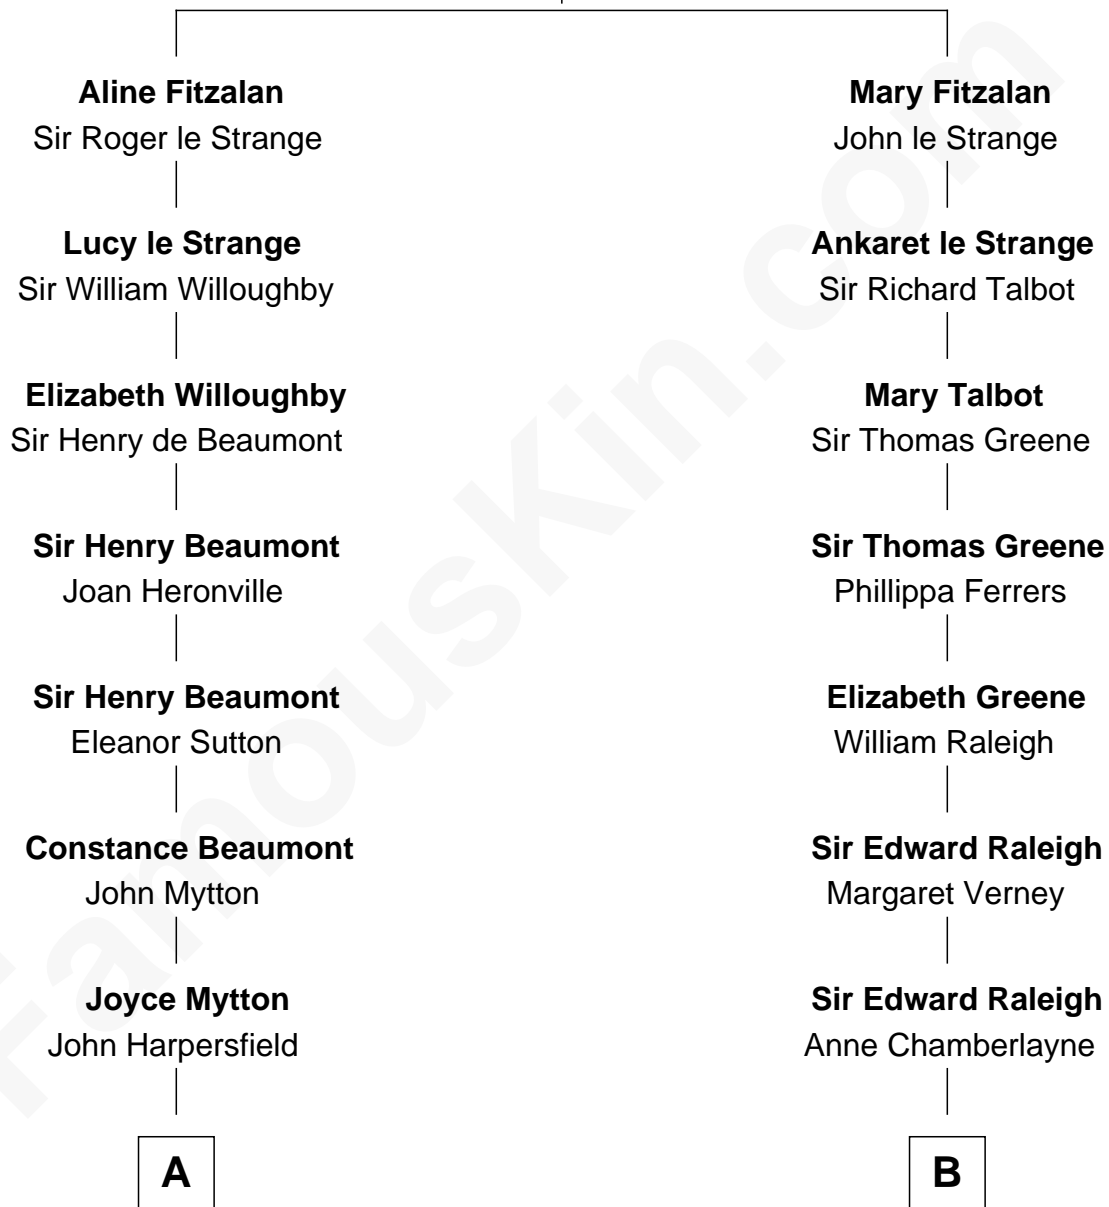 Aline Fitzalan
Sir Roger le Strange
Lucy le Strange
Sir William Willoughby
Elizabeth Willoughby
Sir Henry de Beaumont
Sir Henry Beaumont
Joan Heronville
Sir Henry Beaumont
Eleanor Sutton
Constance Beaumont
John Mytton
Joyce Mytton
John Harpersfield
A
Mary Fitzalan
John le Strange
Ankaret le Strange
Sir Richard Talbot
Mary Talbot
Sir Thomas Greene
Sir Thomas Greene
Phillippa Ferrers
Elizabeth Greene
William Raleigh
Sir Edward Raleigh
Margaret Verney
Sir Edward Raleigh
Anne Chamberlayne
B
FamousKin.com